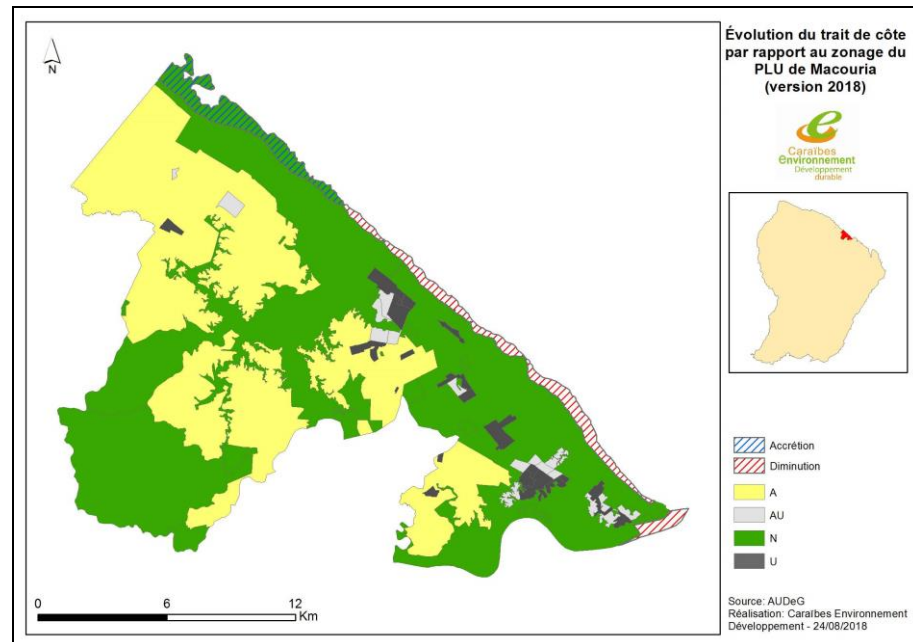 Évolution du trait de côte
par rapport au zonage du
PLU de Macouria
(version 2018)
N
Caraïbes
environnement
Développement
durable
Accrétion
Diminution
A
AU
N
U
0 6 12
Km
Source: AUDeG
Réalisation: Caraïbes Environnement
Développement - 24/08/2018